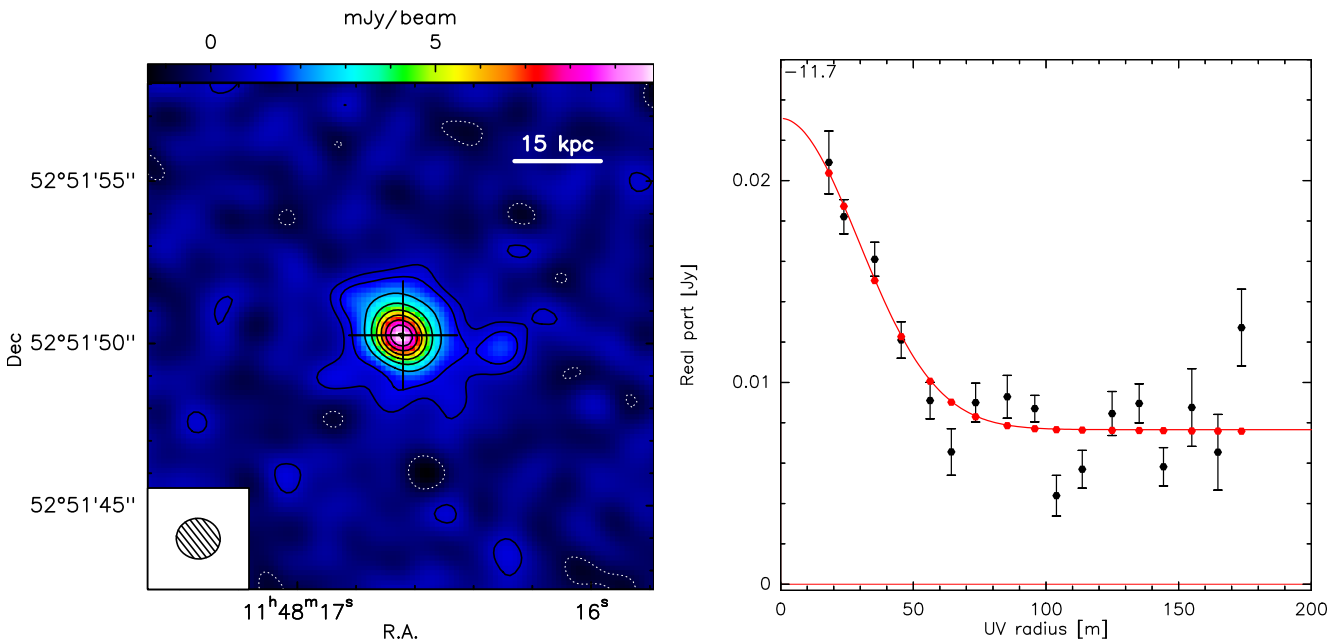 mJy/beam
0 5
15 kpc
52°51'55"
52°51'50"
52°51'45"
Dec
11ʰ48ᵐ17ˢ 16ˢ
R.A.
−11.7
0.02
0.01
0
Real part [Jy]
0 50 100 150 200
UV radius [m]